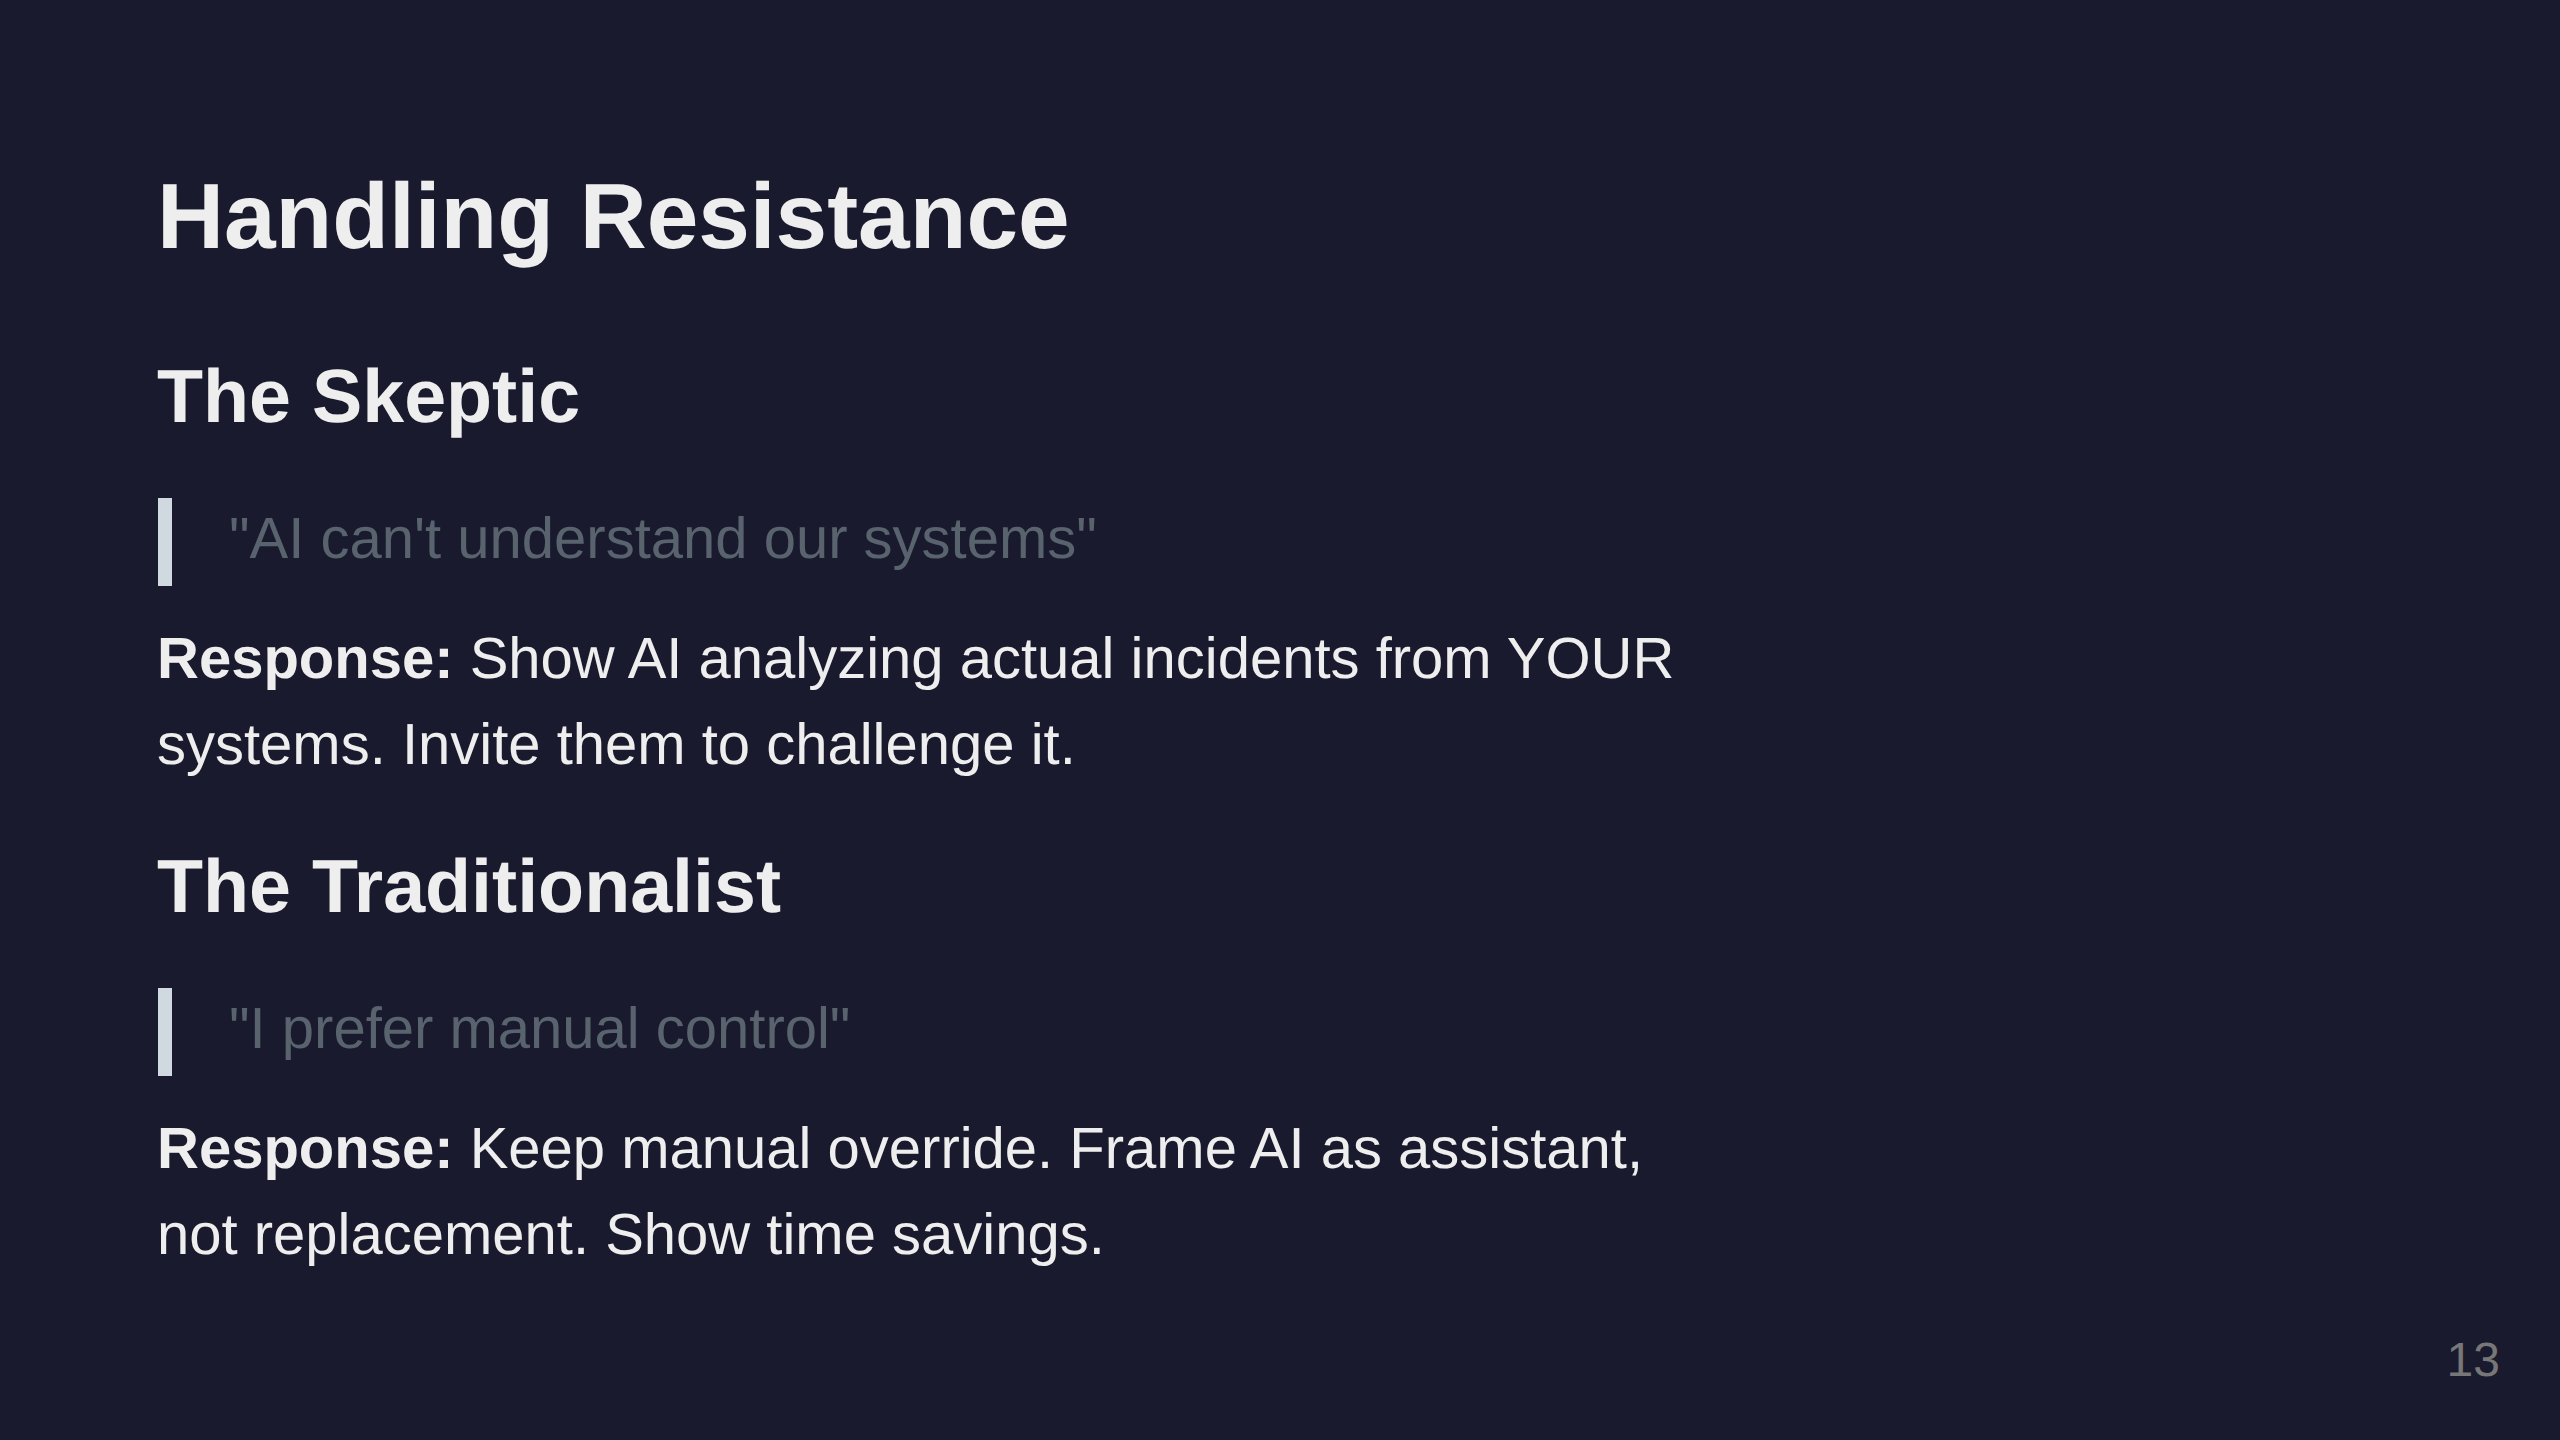 Handling Resistance
The Skeptic
"AI can't understand our systems"
Response: Show AI analyzing actual incidents from YOUR
systems. Invite them to challenge it.
The Traditionalist
"I prefer manual control"
Response: Keep manual override. Frame AI as assistant,
not replacement. Show time savings.
13